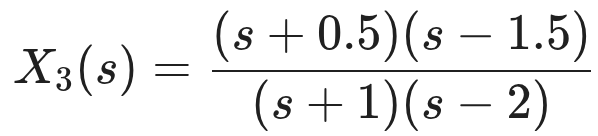 $X_3(s) = \frac{(s + 0.5)(s - 1.5)}{(s + 1)(s - 2)}$